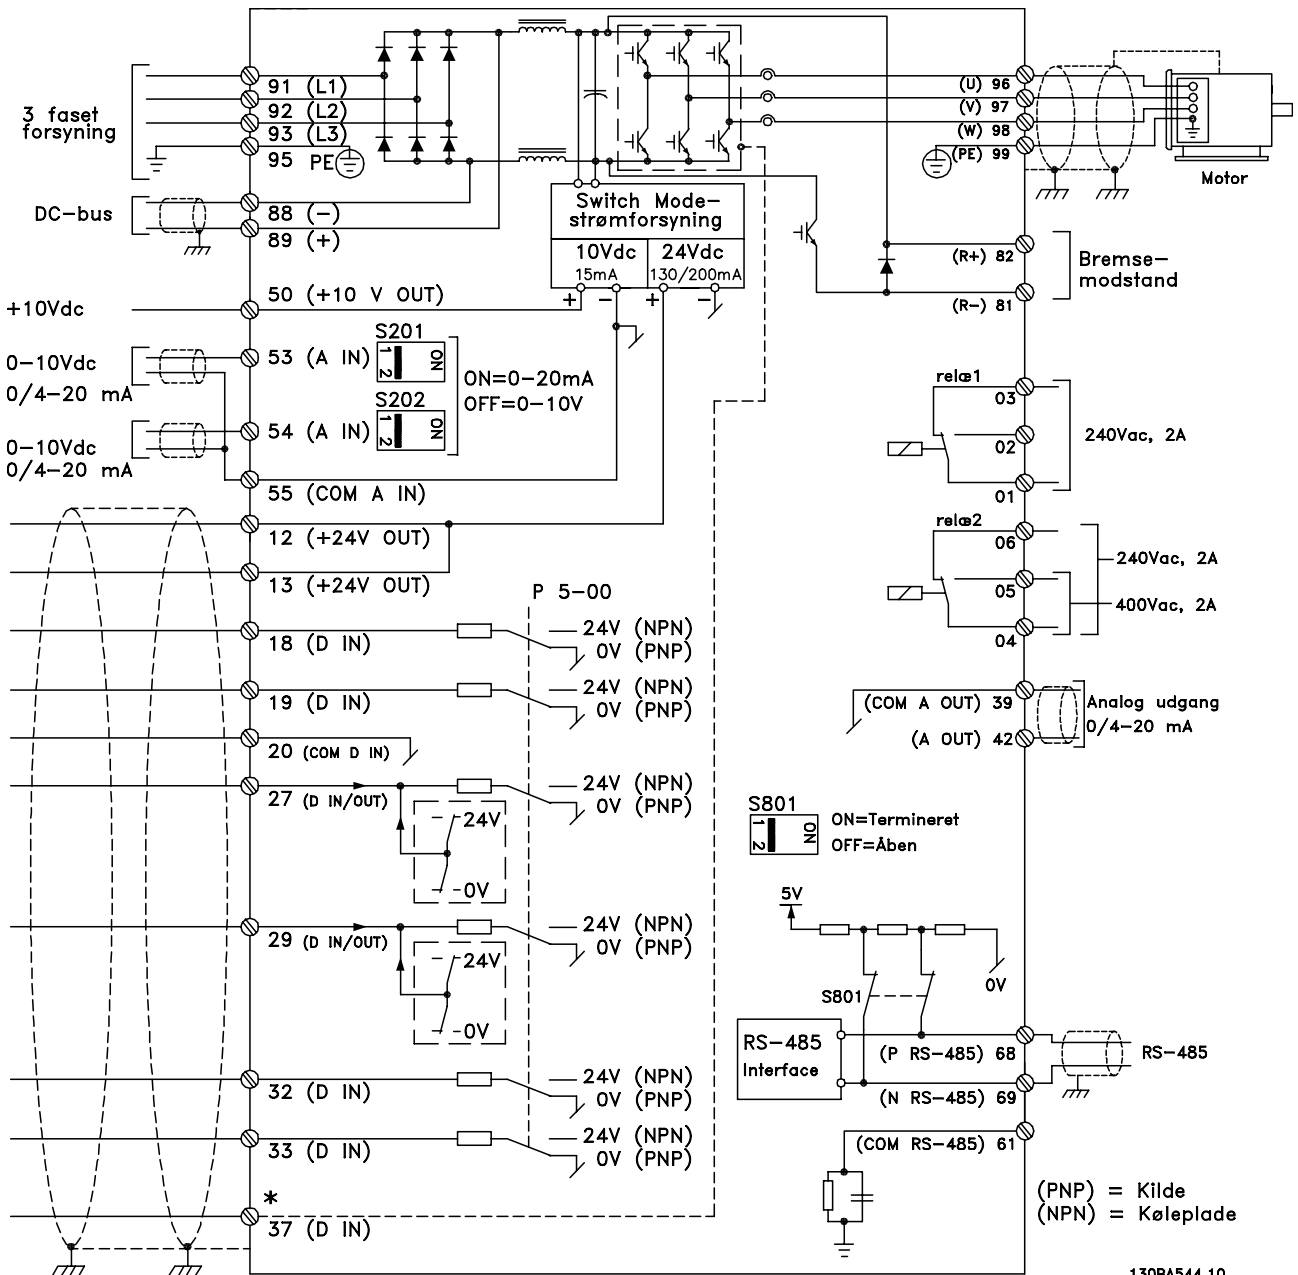 3 faset
forsyning
91 (L1)
92 (L2)
93 (L3)
95 PE
DC-bus
88 (-)
89 (+)
+10Vdc
50 (+10 V OUT)
0-10Vdc
0/4-20 mA
53 (A IN)
S201
1 2 ON
ON=0-20mA
OFF=0-10V
S202
1 2 ON
0-10Vdc
0/4-20 mA
54 (A IN)
55 (COM A IN)
12 (+24V OUT)
13 (+24V OUT)
P 5-00
18 (D IN)
24V (NPN)
0V (PNP)
19 (D IN)
24V (NPN)
0V (PNP)
20 (COM D IN)
27 (D IN/OUT)
24V (NPN)
0V (PNP)
24V
0V
29 (D IN/OUT)
24V (NPN)
0V (PNP)
24V
0V
32 (D IN)
24V (NPN)
0V (PNP)
33 (D IN)
24V (NPN)
0V (PNP)
*
37 (D IN)
Switch Mode-
strømforsyning
10Vdc
15mA
24Vdc
130/200mA
+ - + -
(U) 96
(V) 97
(W) 98
(PE) 99
Motor
(R+) 82
(R-) 81
Bremse-
modstand
relæ1
03
02
01
240Vac, 2A
relæ2
06
05
04
240Vac, 2A
400Vac, 2A
(COM A OUT) 39
(A OUT) 42
Analog udgang
0/4-20 mA
S801
1 2 ON
ON=Termineret
OFF=Åben
5V
0V
S801
RS-485
Interface
(P RS-485) 68
(N RS-485) 69
RS-485
(COM RS-485) 61
(PNP) = Kilde
(NPN) = Køleplade
130BA544.10